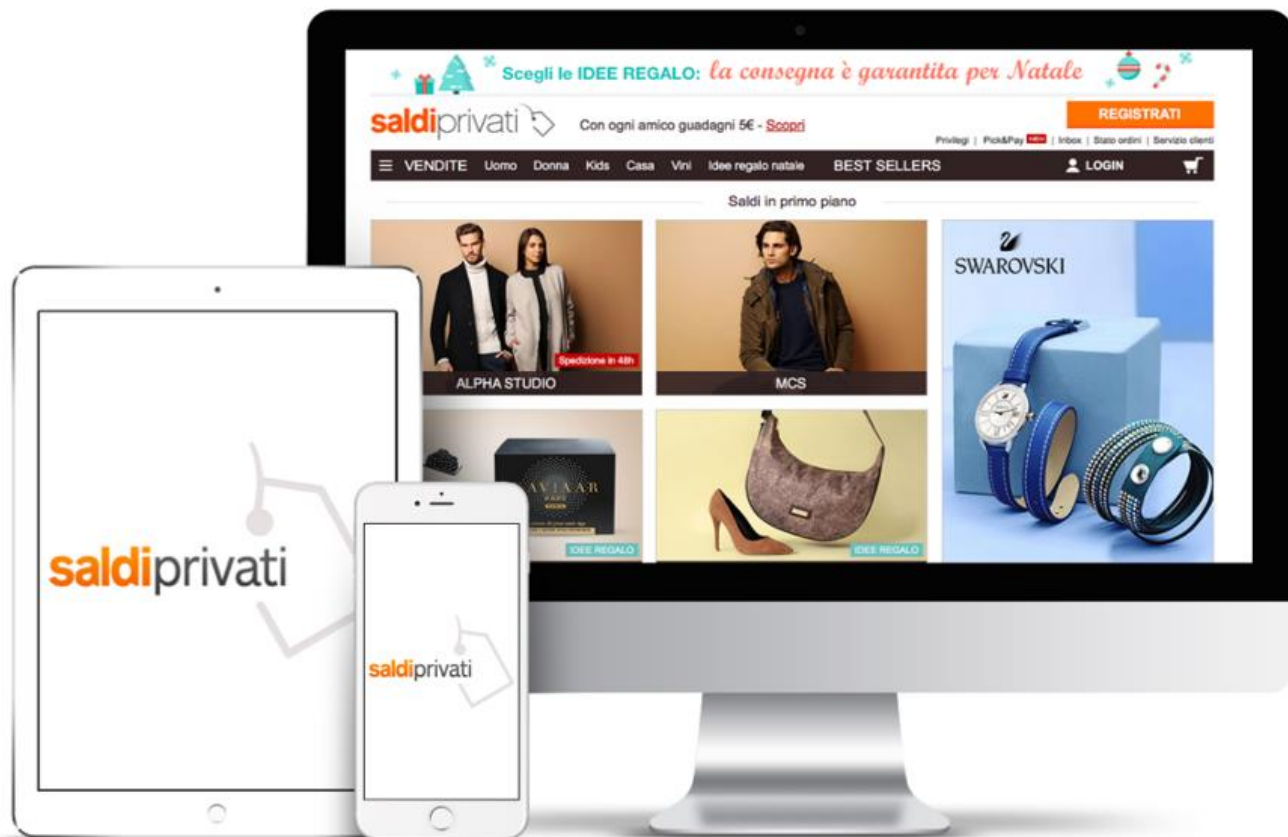 Scegli le IDEE REGALO: la consegna è garantita per Natale
saldiprivati
Con ogni amico guadagni 5€ - Scopri
REGISTRATI
Privilegi | Pick&Pay NEW | Inbox | Stato ordini | Servizio clienti
VENDITE Uomo Donna Kids Casa Vini Idee regalo natale BEST SELLERS LOGIN
Saldi in primo piano
Spedizione in 48h
ALPHA STUDIO
MCS
SWAROVSKI
IDEE REGALO
IDEE REGALO
saldiprivati
saldiprivati